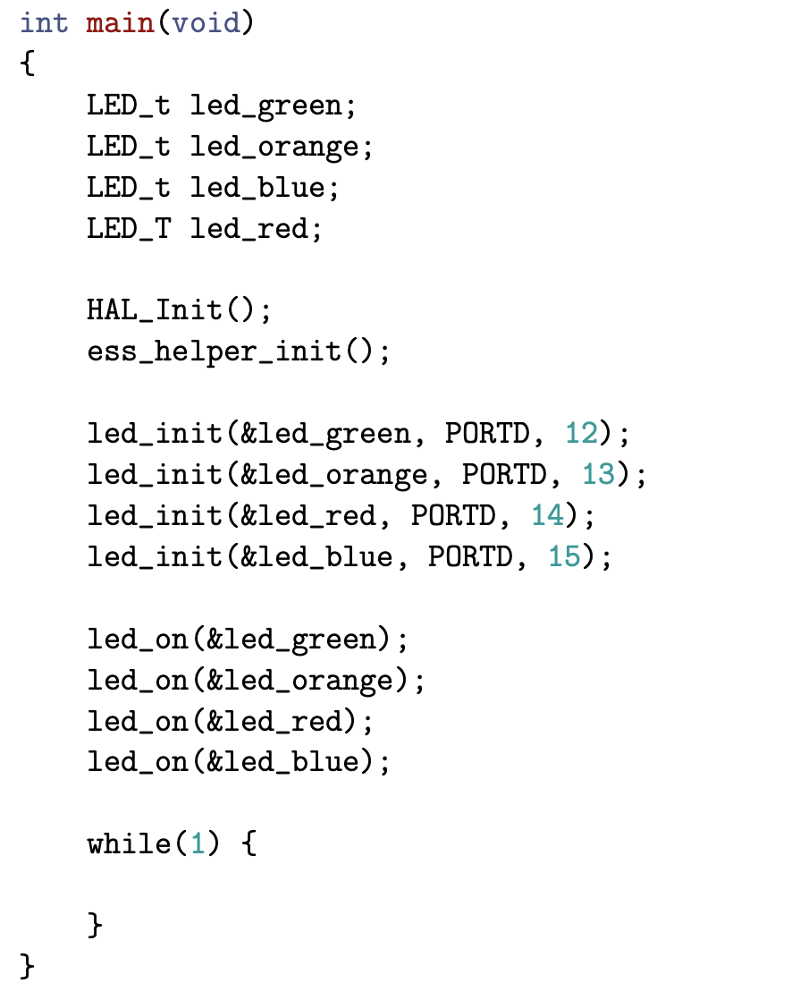 int main(void)
{
    LED_t led_green;
    LED_t led_orange;
    LED_t led_blue;
    LED_T led_red;

    HAL_Init();
    ess_helper_init();

    led_init(&led_green, PORTD, 12);
    led_init(&led_orange, PORTD, 13);
    led_init(&led_red, PORTD, 14);
    led_init(&led_blue, PORTD, 15);

    led_on(&led_green);
    led_on(&led_orange);
    led_on(&led_red);
    led_on(&led_blue);

    while(1) {

    }
}